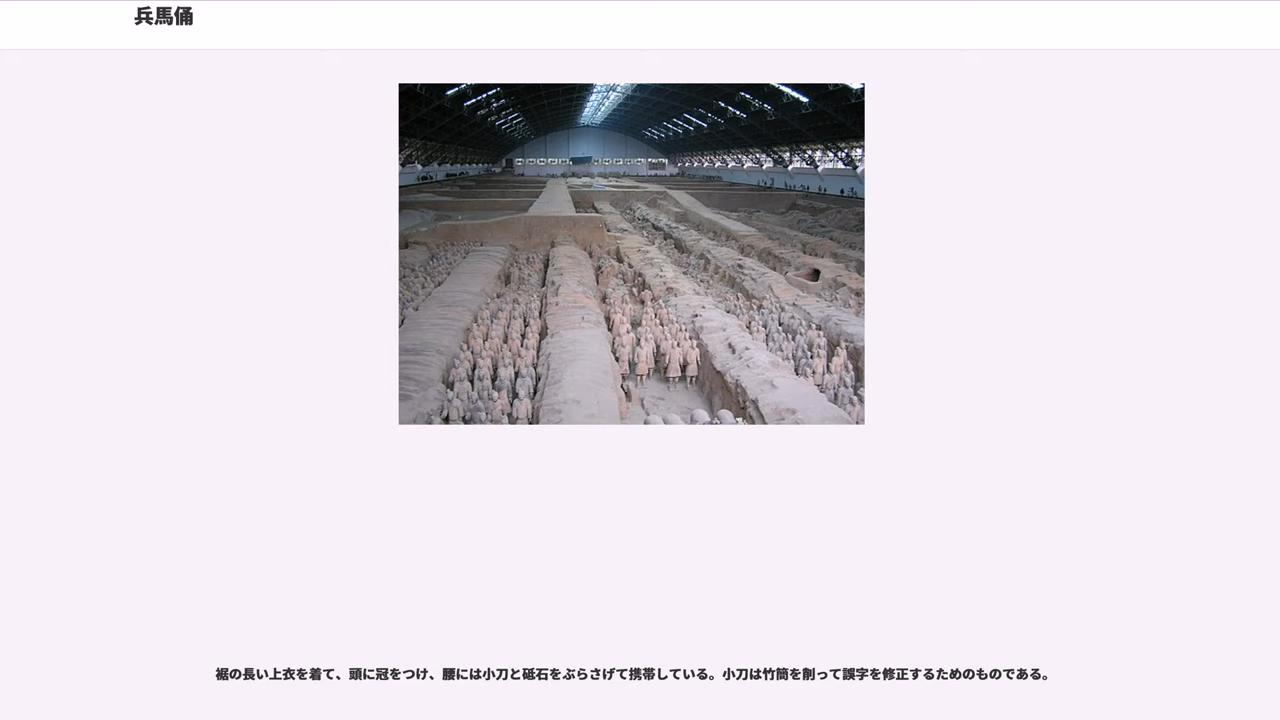 兵馬俑
裾の長い上衣を着て、頭に冠をつけ、腰には小刀と砥石をぶらさげて携帯している。小刀は竹簡を削って誤字を修正するためのものである。